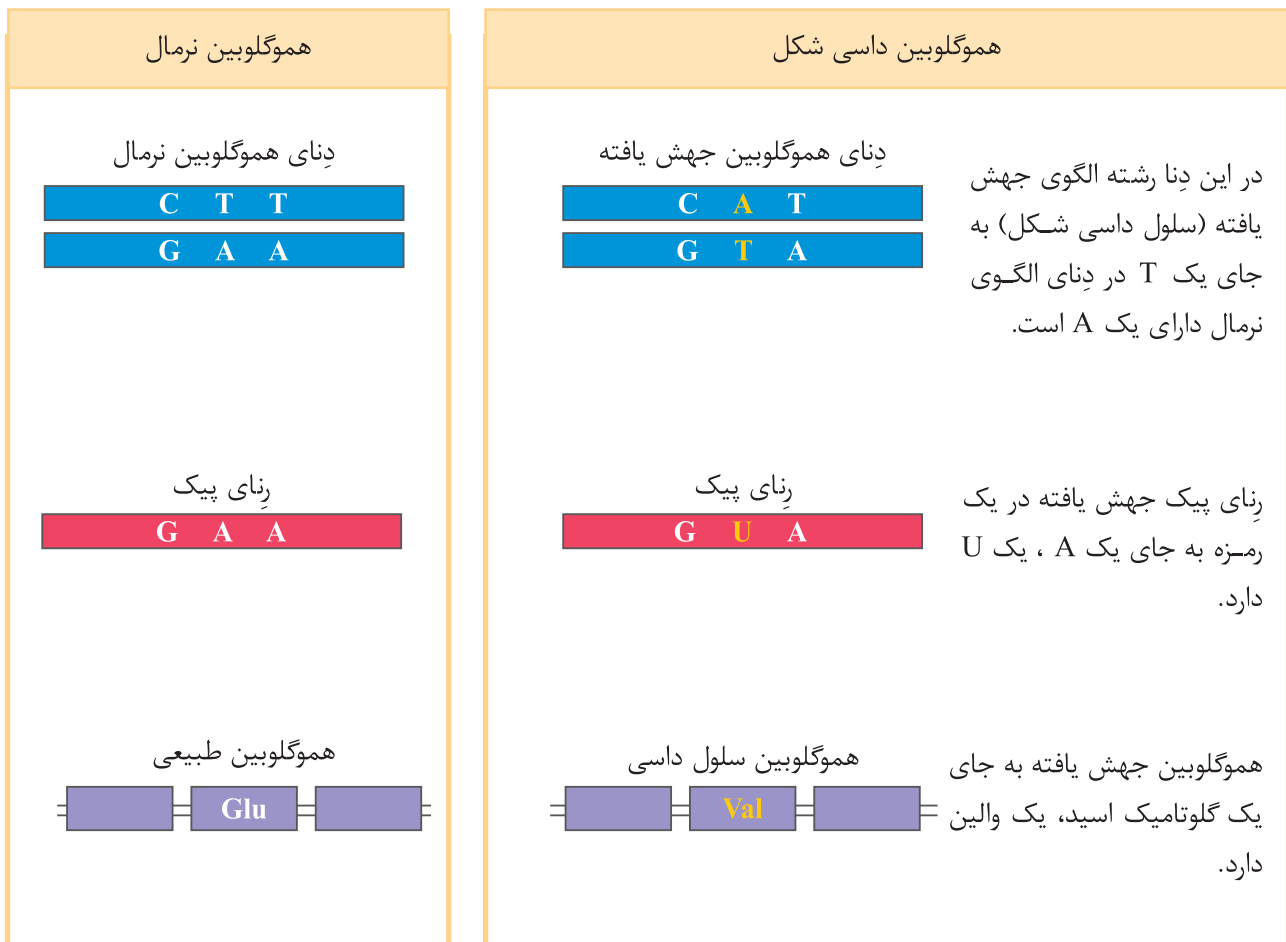 هموگلوبین داسی شکل
هموگلوبین نرمال
در این دِنا رشته الگوی جهش
یافته (سلول داسی شکل) به
جای یک T در دِنای الگوی
نرمال دارای یک A است.
دِنای هموگلوبین جهش یافته
C A T
G T A
دِنای هموگلوبین نرمال
C T T
G A A
رِنای پیک جهش یافته در یک
رمزه به جای یک A ، یک U
دارد.
رِنای پیک
G U A
رِنای پیک
G A A
هموگلوبین جهش یافته به جای
یک گلوتامیک اسید، یک والین
دارد.
هموگلوبین سلول داسی
Val
هموگلوبین طبیعی
Glu